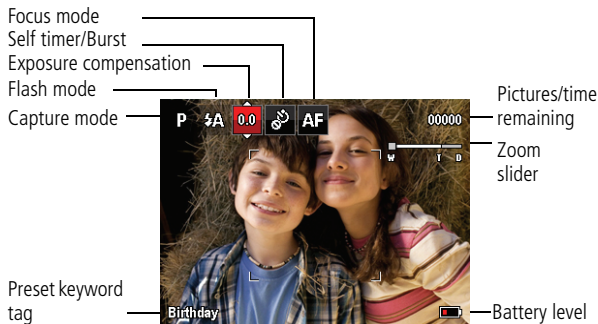 Focus mode
Self timer/Burst
Exposure compensation
Flash mode
Capture mode
P
A
0.0
AF
00000
W
T
D
Pictures/time
remaining
Zoom
slider
Preset keyword
tag
Birthday
Battery level